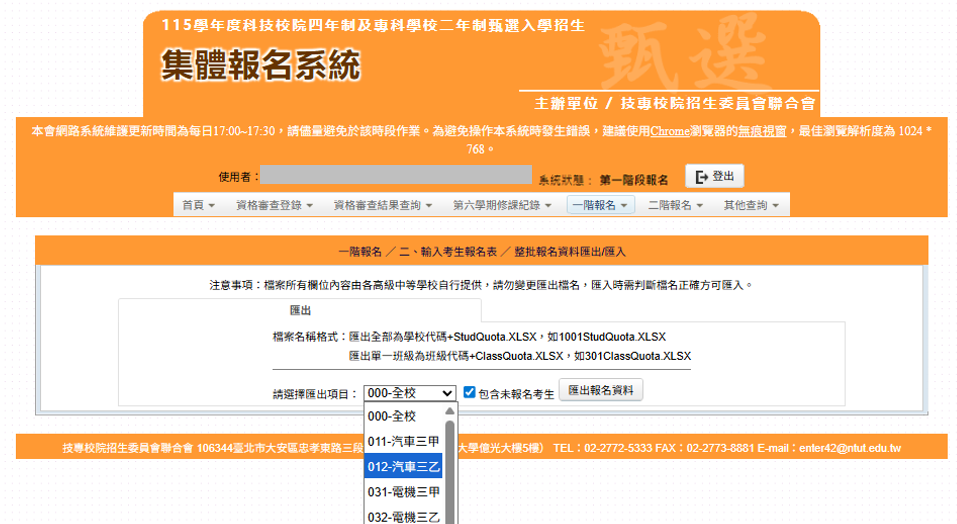 115學年度科技校院四年制及專科學校二年制甄選入學招生
甄選
集體報名系統
主辦單位 / 技專校院招生委員會聯合會
本會網路系統維護更新時間為每日17:00~17:30，請儘量避免於該時段作業。為避免操作本系統時發生錯誤，建議使用Chrome瀏覽器的無痕視窗，最佳瀏覽解析度為 1024 *
768。
使用者： 系統狀態： 第一階段報名 登出
首頁 資格審查登錄 資格審查結果查詢 第六學期修課紀錄 一階報名 二階報名 其他查詢
一階報名 ／ 二、輸入考生報名表 ／ 整批報名資料匯出/匯入
注意事項：檔案所有欄位內容由各高級中等學校自行提供，請勿變更匯出檔名，匯入時需判斷檔名正確方可匯入。
匯出
檔案名稱格式：匯出全部為學校代碼+StudQuota.XLSX，如1001StudQuota.XLSX
匯出單一班級為班級代碼+ClassQuota.XLSX，如301ClassQuota.XLSX
請選擇匯出項目： 000-全校 包含未報名考生 匯出報名資料
000-全校
011-汽車三甲
012-汽車三乙
031-電機三甲
032-電機三乙
技專校院招生委員會聯合會 106344臺北市大安區忠孝東路三段 大學億光大樓5樓） TEL：02-2772-5333 FAX：02-2773-8881 E-mail：enter42@ntut.edu.tw